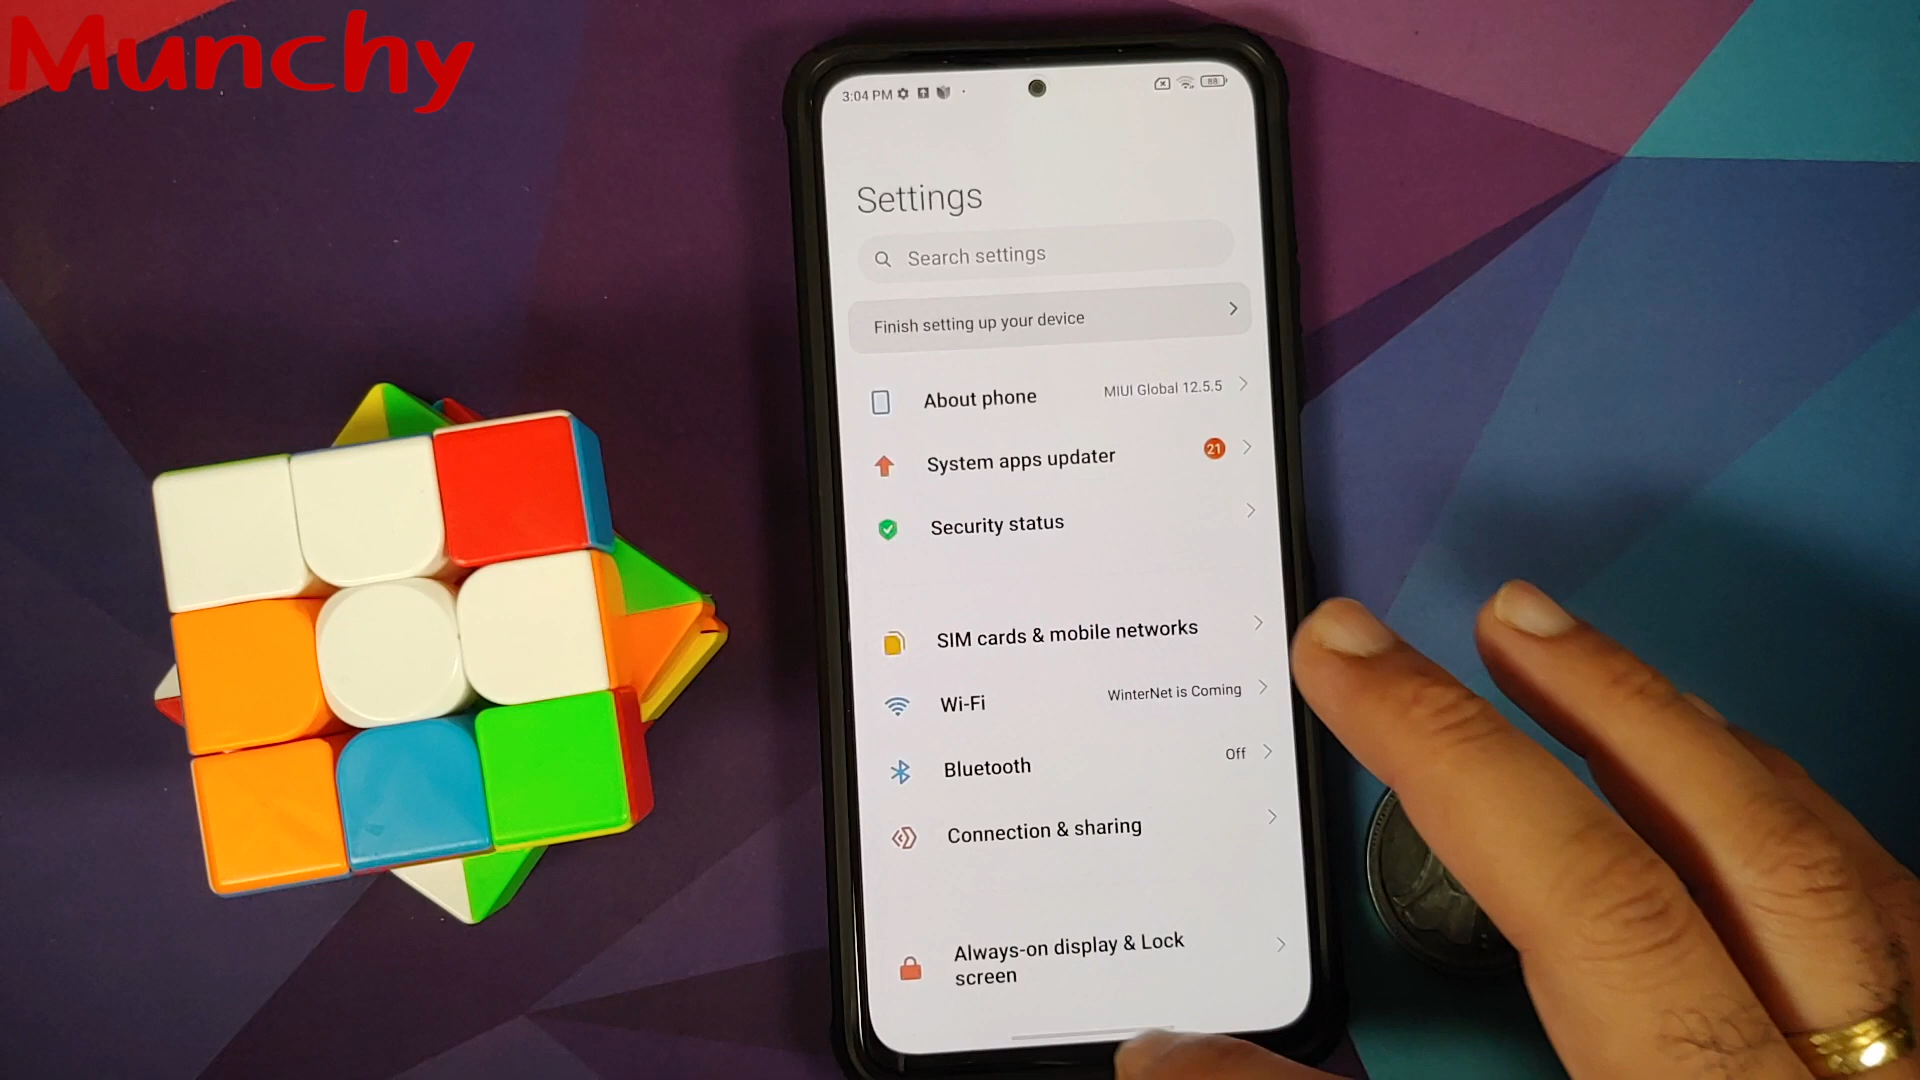 Munchy
3:04 PM
88
Settings
Search settings
Finish setting up your device
About phone MIUI Global 12.5.5
System apps updater 21
Security status
SIM cards & mobile networks
Wi-Fi WinterNet is Coming
Bluetooth Off
Connection & sharing
Always-on display & Lock
screen